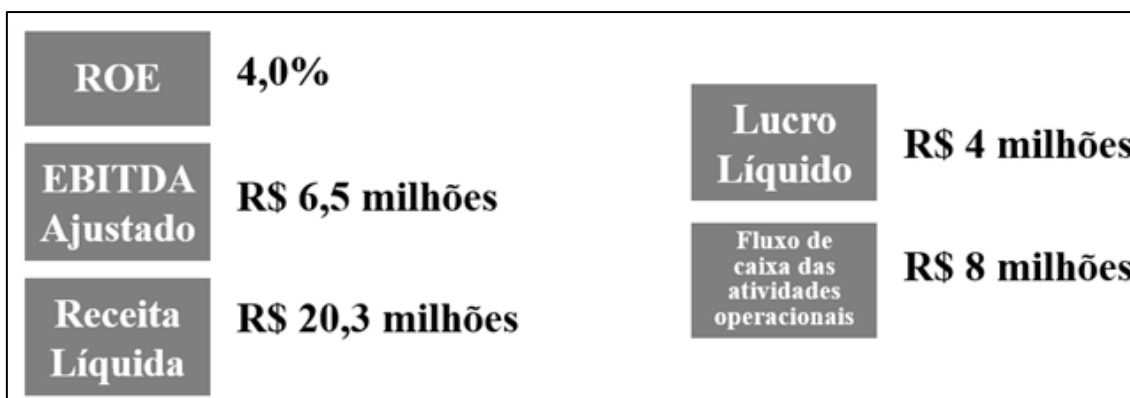 ROE
4,0%
EBITDA
Ajustado
R$ 6,5 milhões
Receita
Líquida
R$ 20,3 milhões
Lucro
Líquido
R$ 4 milhões
Fluxo de
caixa das
atividades
operacionais
R$ 8 milhões